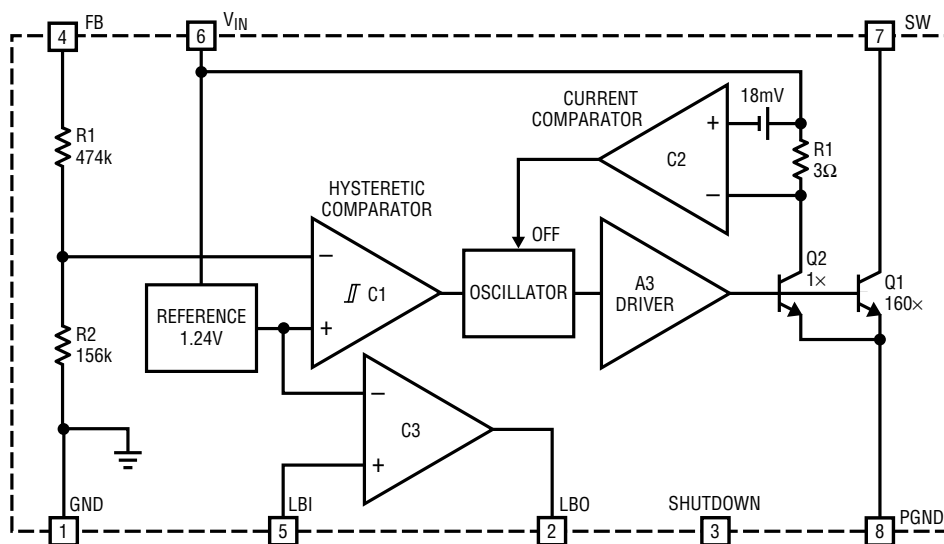 FB
4
V_IN
6
SW
7
R1
474k
CURRENT
COMPARATOR
18mV
+
C2
−
R1
3Ω
HYSTERETIC
COMPARATOR
OFF
−
C1
+
OSCILLATOR
A3
DRIVER
Q2
1×
Q1
160×
REFERENCE
1.24V
R2
156k
−
C3
+
GND
1
LBI
5
LBO
2
SHUTDOWN
3
PGND
8